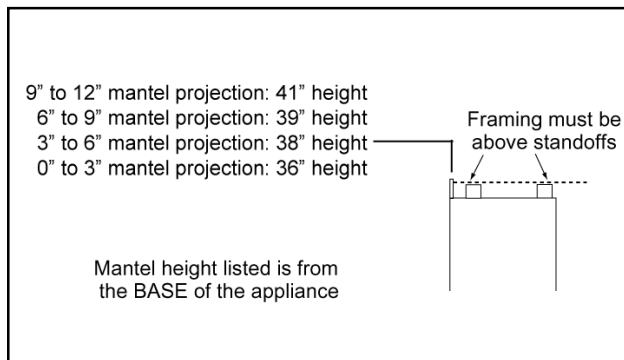 9” to 12” mantel projection: 41” height
6” to 9” mantel projection: 39” height
3” to 6” mantel projection: 38” height
0” to 3” mantel projection: 36” height
Framing must be
above standoffs
Mantel height listed is from
the BASE of the appliance